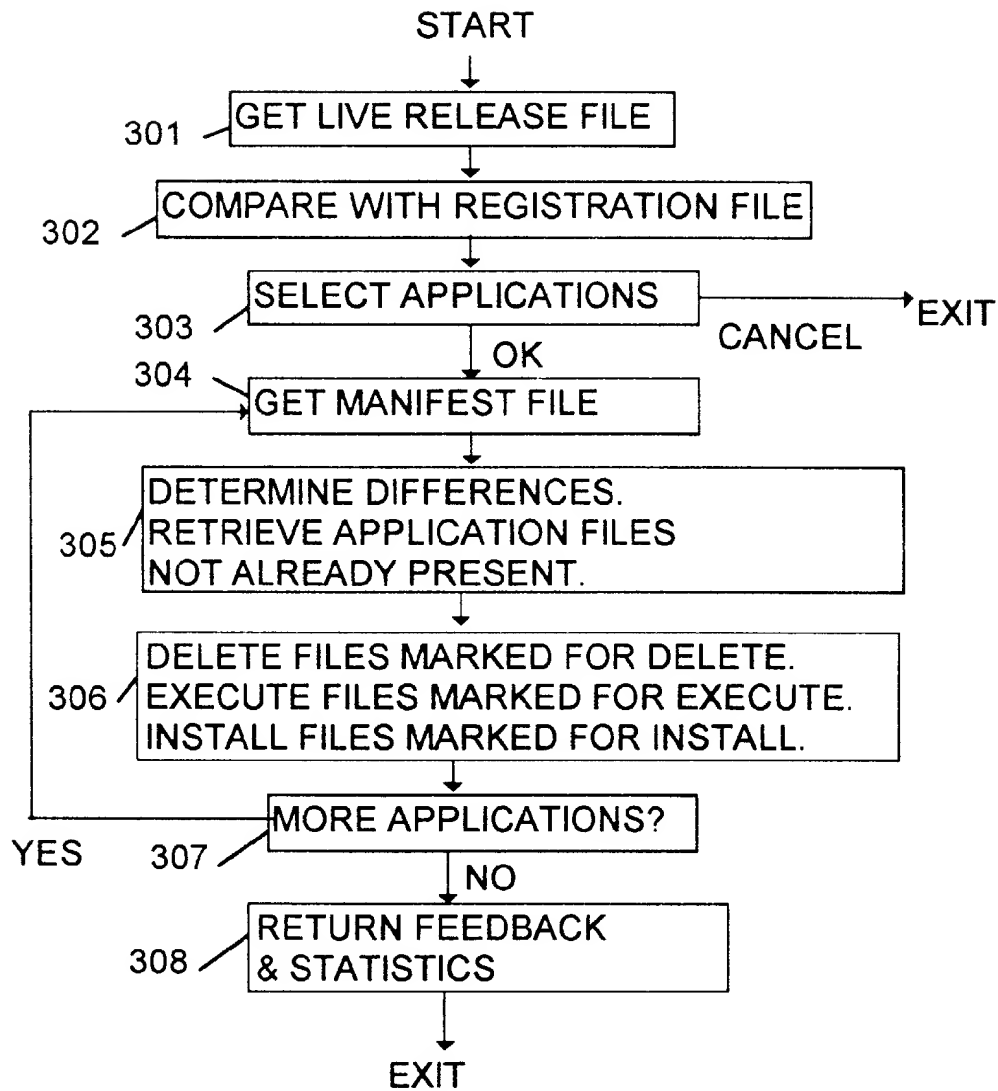 START
301
GET LIVE RELEASE FILE
302
COMPARE WITH REGISTRATION FILE
303
SELECT APPLICATIONS
CANCEL
EXIT
OK
304
GET MANIFEST FILE
305
DETERMINE DIFFERENCES.
RETRIEVE APPLICATION FILES
NOT ALREADY PRESENT.
306
DELETE FILES MARKED FOR DELETE.
EXECUTE FILES MARKED FOR EXECUTE.
INSTALL FILES MARKED FOR INSTALL.
307
MORE APPLICATIONS?
YES
NO
308
RETURN FEEDBACK
& STATISTICS
EXIT